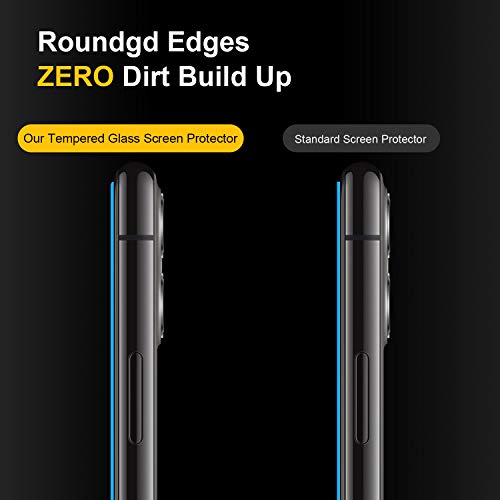 Roundgd Edges
ZERO Dirt Build Up
Our Tempered Glass Screen Protector
Standard Screen Protector